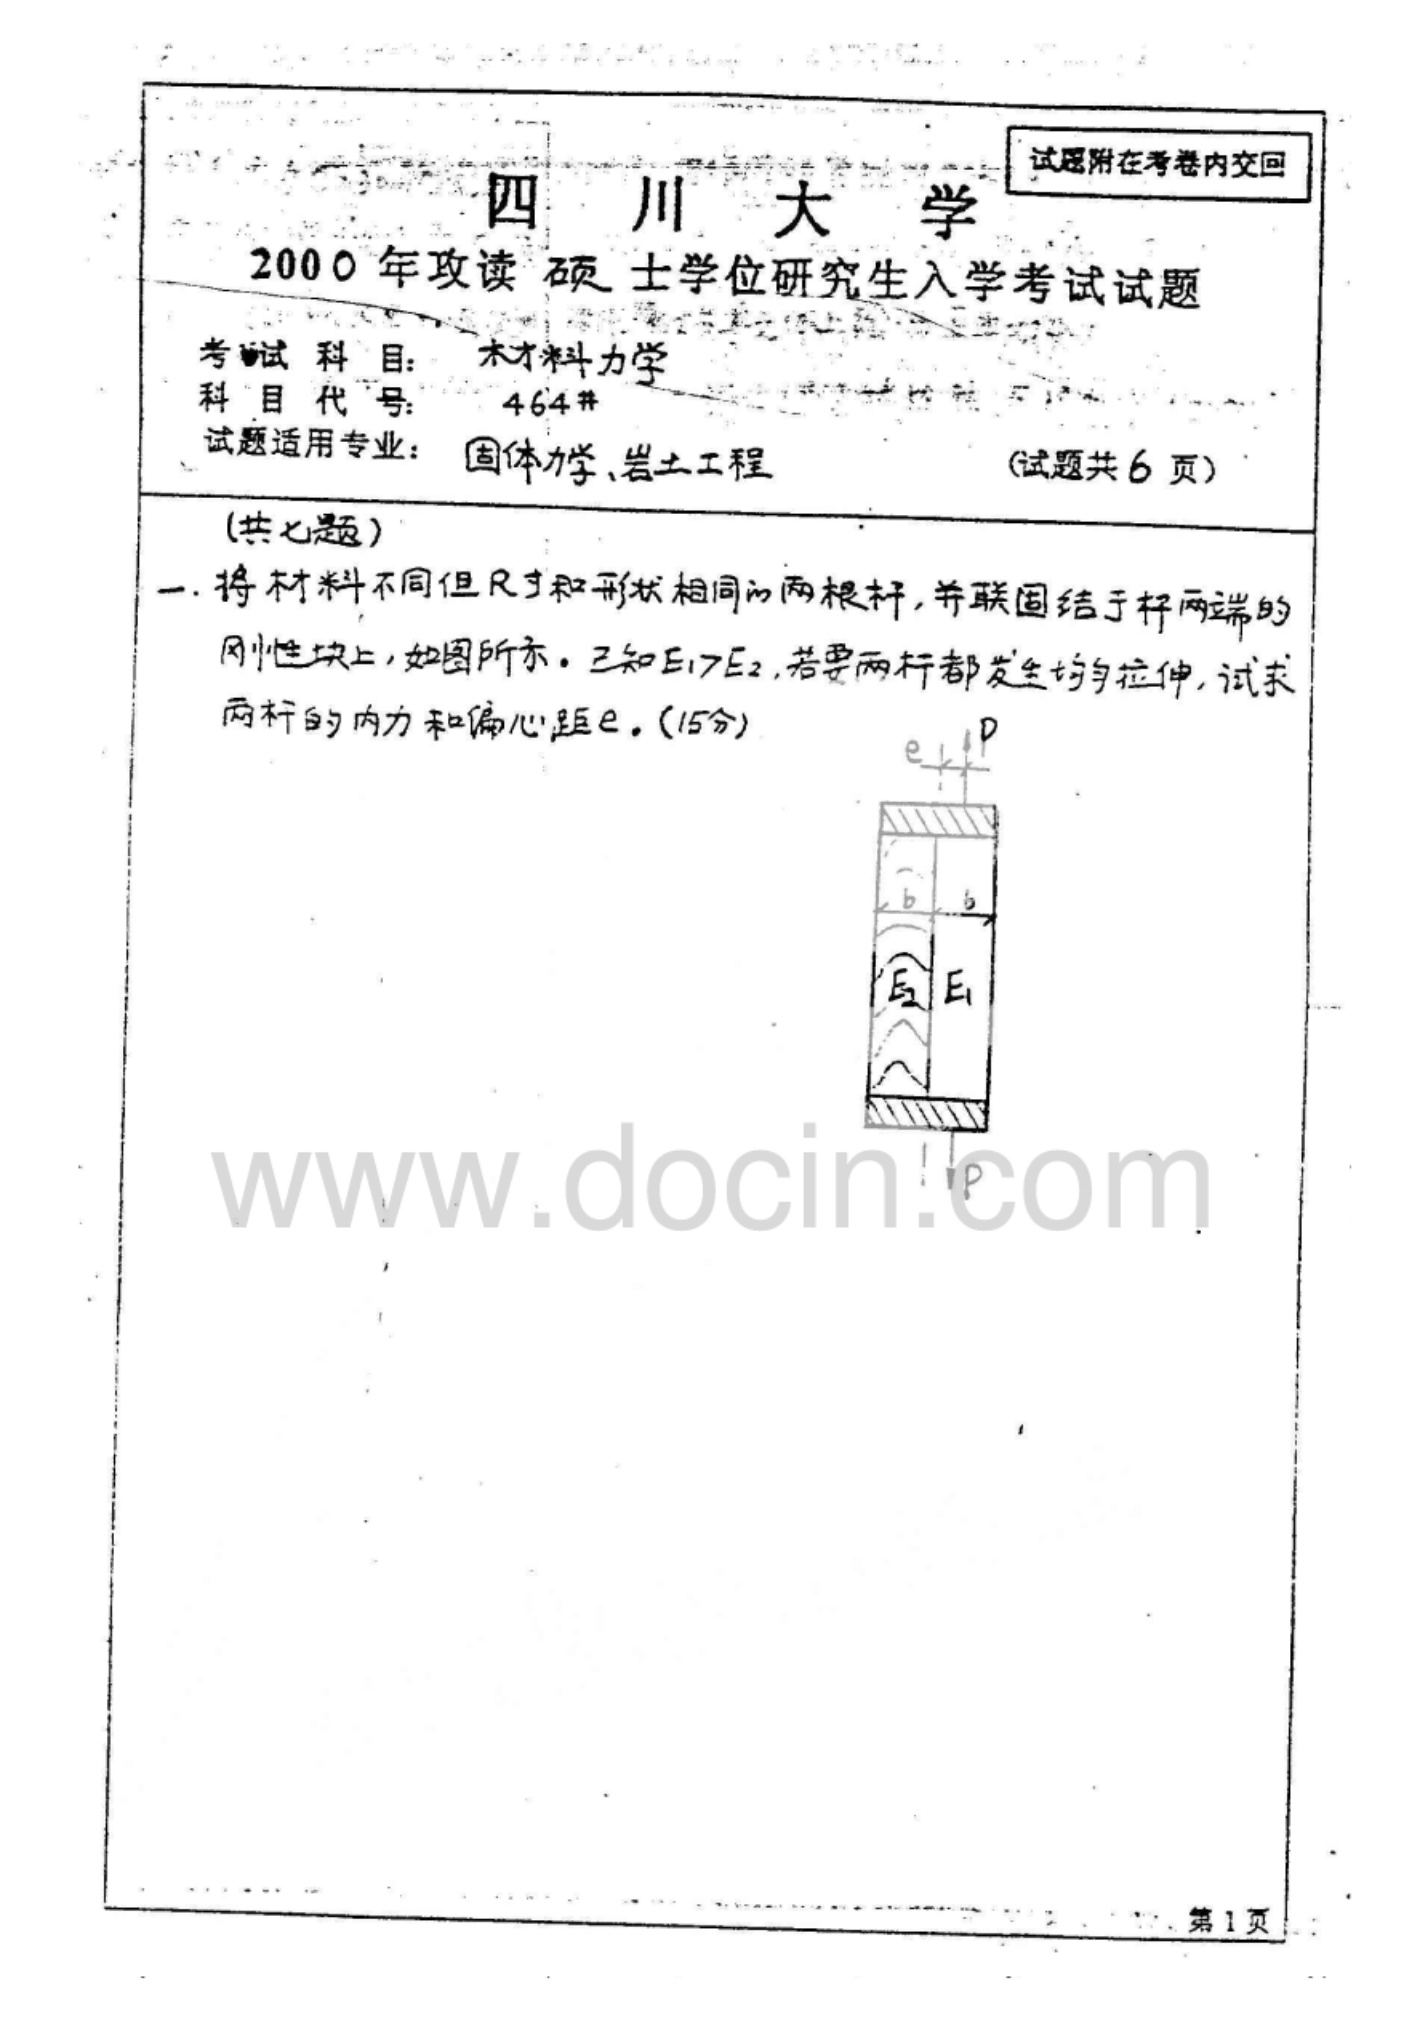 试题附在考卷内交回
四川大学
2000年攻读硕士学位研究生入学考试试题
考试科目: 材料力学
科目代号: 464#
试题适用专业: 固体力学、岩土工程 (试题共6页)
(共七题)
一. 将材料不同但尺寸和形状相同的两根杆,并联固结于杆两端的
刚性块上,如图所示。已知E₁>E₂,若要两杆都发生均匀拉伸,试求
两杆的内力和偏心距e。(15分)
e P
b b
E₂ E₁
P
www.docin.com
第1页